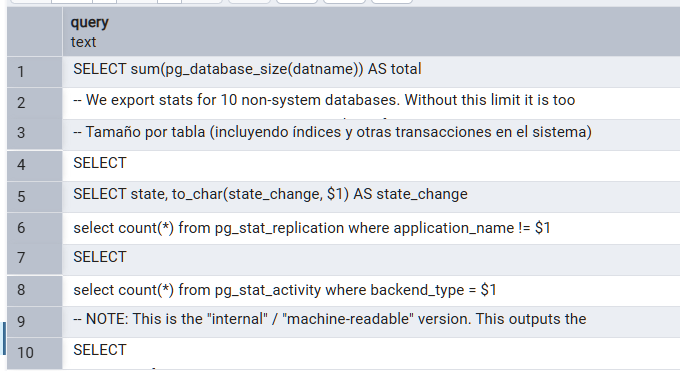 query
text
1 SELECT sum(pg_database_size(datname)) AS total
2 -- We export stats for 10 non-system databases. Without this limit it is too
3 -- Tamaño por tabla (incluyendo índices y otras transacciones en el sistema)
4 SELECT
5 SELECT state, to_char(state_change, $1) AS state_change
6 select count(*) from pg_stat_replication where application_name != $1
7 SELECT
8 select count(*) from pg_stat_activity where backend_type = $1
9 -- NOTE: This is the "internal" / "machine-readable" version. This outputs the
10 SELECT